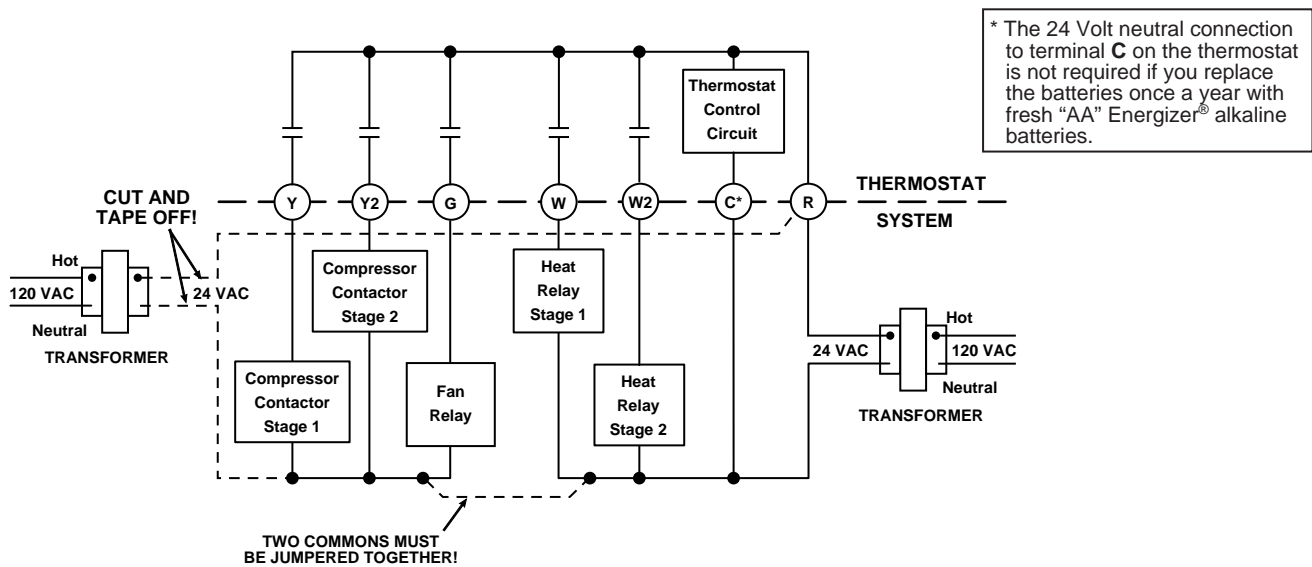 * The 24 Volt neutral connection
to terminal C on the thermostat
is not required if you replace
the batteries once a year with
fresh “AA” Energizer® alkaline
batteries.
Thermostat
Control
Circuit
CUT AND
TAPE OFF!
Y
Y2
G
W
W2
C*
R
THERMOSTAT
SYSTEM
Hot
120 VAC
Neutral
TRANSFORMER
24 VAC
Compressor
Contactor
Stage 2
Heat
Relay
Stage 1
Compressor
Contactor
Stage 1
Fan
Relay
Heat
Relay
Stage 2
24 VAC
Hot
120 VAC
Neutral
TRANSFORMER
TWO COMMONS MUST
BE JUMPERED TOGETHER!